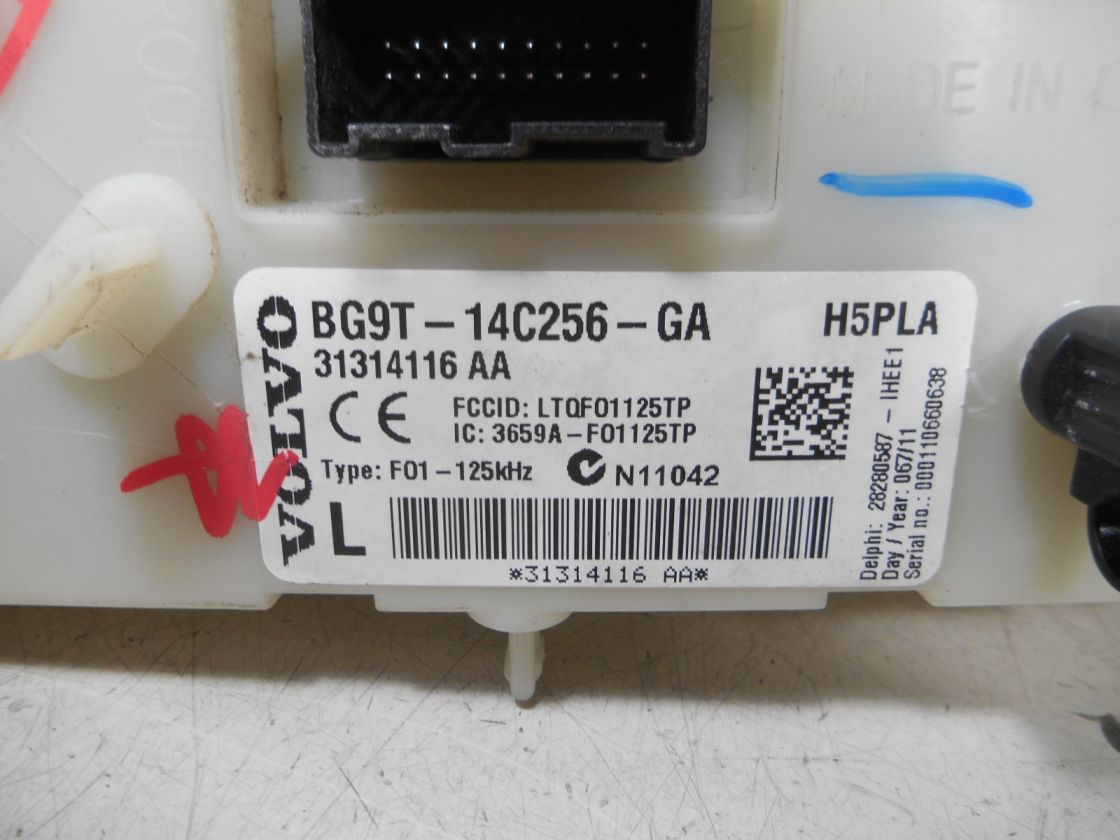 MADE IN
VOLVO
BG9T-14C256-GA
H5PLA
31314116 AA
CE
FCCID: LTQFO1125TP
IC: 3659A-FO1125TP
Type: FO1-125kHz
N11042
L
*31314116 AA*
Delphi: 28280587 - IHEE1
Day / Year: 067/11
Serial no.: 000110660638